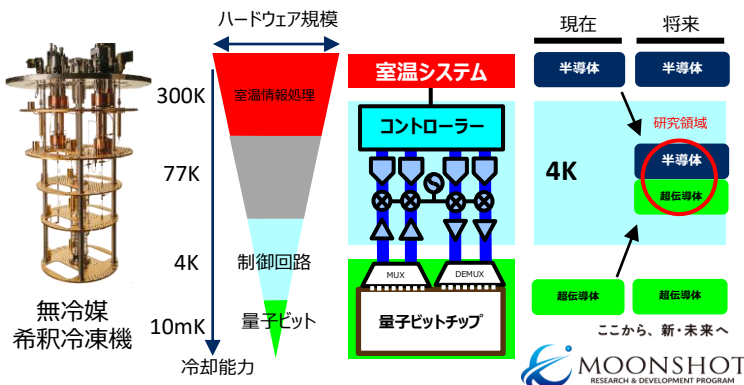 ハードウェア規模
現在
将来
300K
77K
4K
10mK
室温情報処理
制御回路
量子ビット
冷却能力
無冷媒
希釈冷凍機
室温システム
コントローラー
MUX
DEMUX
量子ビットチップ
半導体
半導体
研究領域
4K
半導体
超伝導体
超伝導体
超伝導体
ここから、新・未来へ
MOONSHOT
RESEARCH & DEVELOPMENT PROGRAM